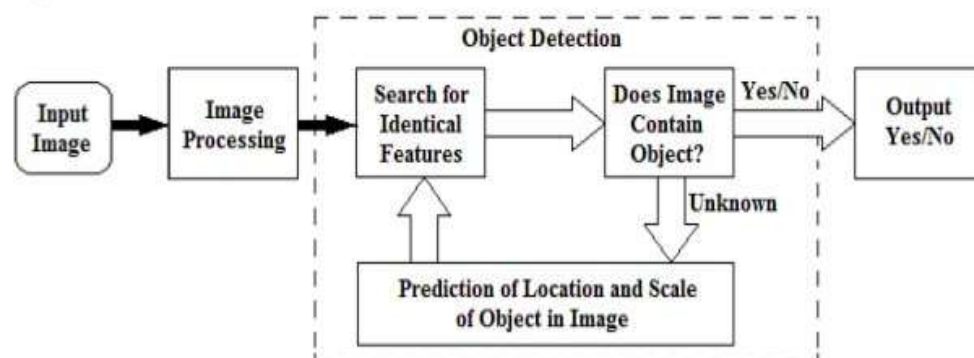 Object Detection
Input
Image
Image
Processing
Search for
Identical
Features
Does Image
Contain
Object?
Yes/No
Output
Yes/No
Unknown
Prediction of Location and Scale
of Object in Image